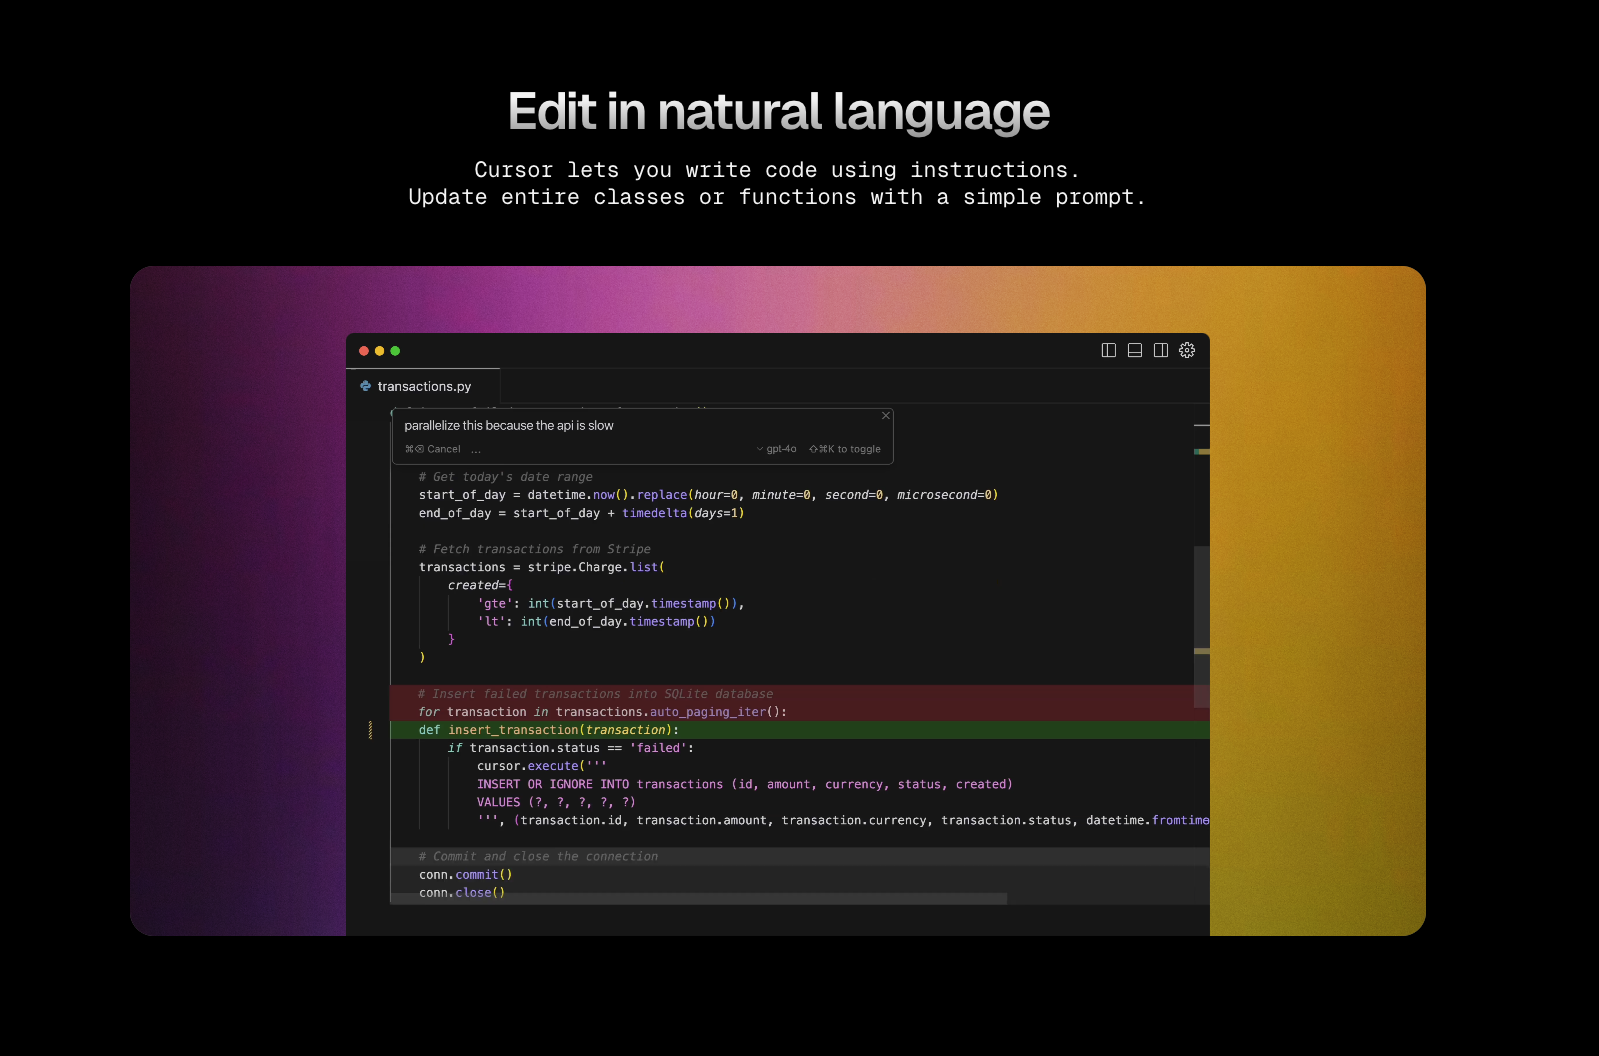 Edit in natural language
Cursor lets you write code using instructions.
Update entire classes or functions with a simple prompt.
transactions.py
parallelize this because the api is slow
⌘⌫ Cancel ... gpt-4o ⇧⌘K to toggle
# Get today's date range
start_of_day = datetime.now().replace(hour=0, minute=0, second=0, microsecond=0)
end_of_day = start_of_day + timedelta(days=1)
# Fetch transactions from Stripe
transactions = stripe.Charge.list(
created={
'gte': int(start_of_day.timestamp()),
'lt': int(end_of_day.timestamp())
}
)
# Insert failed transactions into SQLite database
for transaction in transactions.auto_paging_iter():
def insert_transaction(transaction):
if transaction.status == 'failed':
cursor.execute('''
INSERT OR IGNORE INTO transactions (id, amount, currency, status, created)
VALUES (?, ?, ?, ?, ?)
''', (transaction.id, transaction.amount, transaction.currency, transaction.status, datetime.fromtime
# Commit and close the connection
conn.commit()
conn.close()